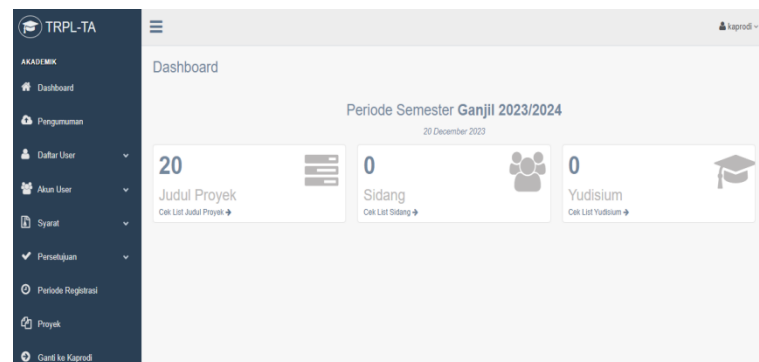 TRPL-TA
kaprodi
AKADEMIK
Dashboard
Pengumuman
Daftar User
Akun User
Syarat
Persetujuan
Periode Registrasi
Proyek
Ganti ke Kaprodi
Dashboard
Periode Semester Ganjil 2023/2024
20 December 2023
20
Judul Proyek
Cek List Judul Proyek
0
Sidang
Cek List Sidang
0
Yudisium
Cek List Yudisium